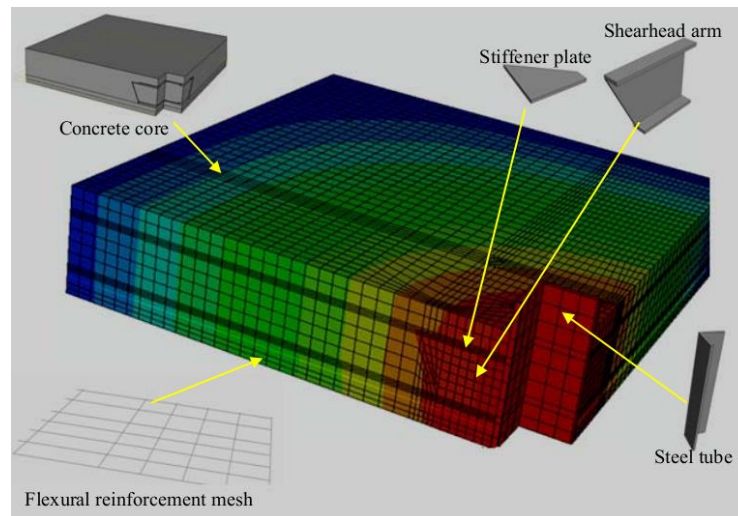 Shearhead arm
Stiffener plate
Concrete core
Steel tube
Flexural reinforcement mesh